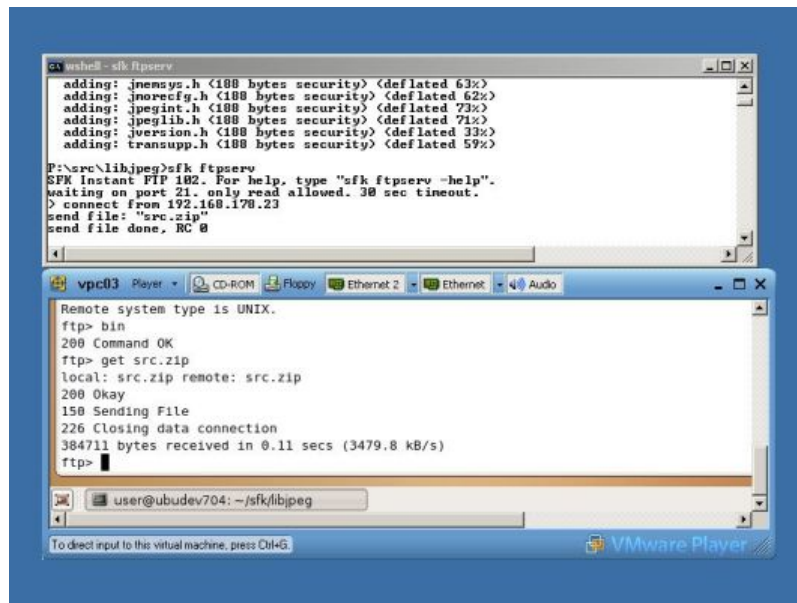 wshell - sfk ftpserv
adding: jmemsys.h (188 bytes security) (deflated 63%)
adding: jmorecfg.h (188 bytes security) (deflated 62%)
adding: jpegint.h (188 bytes security) (deflated 73%)
adding: jpeglib.h (188 bytes security) (deflated 71%)
adding: jversion.h (188 bytes security) (deflated 33%)
adding: transupp.h (188 bytes security) (deflated 59%)
P:\src\libjpeg>sfk ftpserv
SFK Instant FTP 102. For help, type "sfk ftpserv -help".
waiting on port 21. only read allowed. 30 sec timeout.
> connect from 192.168.178.23
send file: "src.zip"
send file done, RC 0
vpc03 Player CD-ROM Floppy Ethernet 2 Ethernet Audio
Remote system type is UNIX.
ftp> bin
200 Command OK
ftp> get src.zip
local: src.zip remote: src.zip
200 Okay
150 Sending File
226 Closing data connection
384711 bytes received in 0.11 secs (3479.8 kB/s)
ftp>
user@ubudev704: ~/sfk/libjpeg
To direct input to this virtual machine, press Ctrl+G.
VMware Player